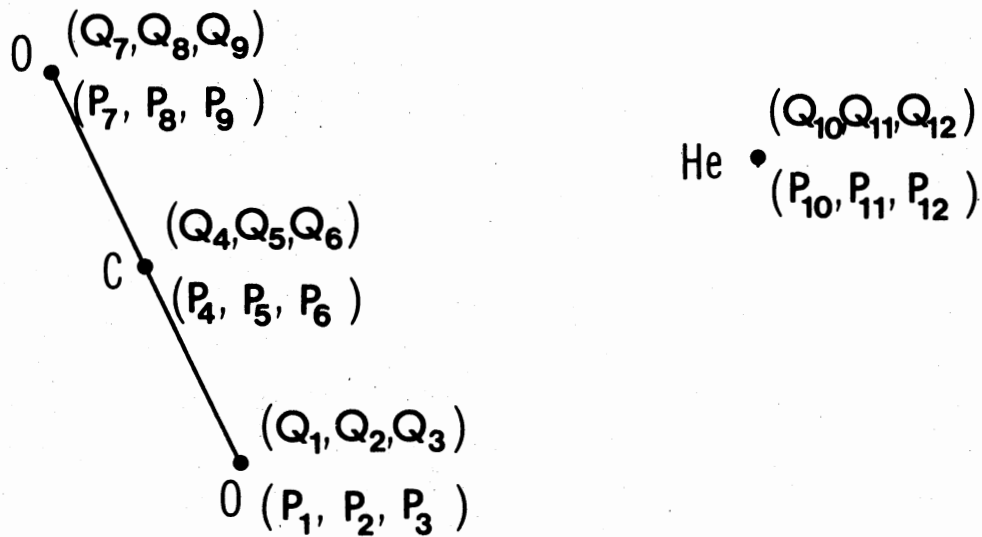 O (Q₇,Q₈,Q₉)
(P₇, P₈, P₉)
(Q₁₀,Q₁₁,Q₁₂)
He
(P₁₀, P₁₁, P₁₂)
(Q₄,Q₅,Q₆)
C
(P₄, P₅, P₆)
(Q₁,Q₂,Q₃)
O (P₁, P₂, P₃)